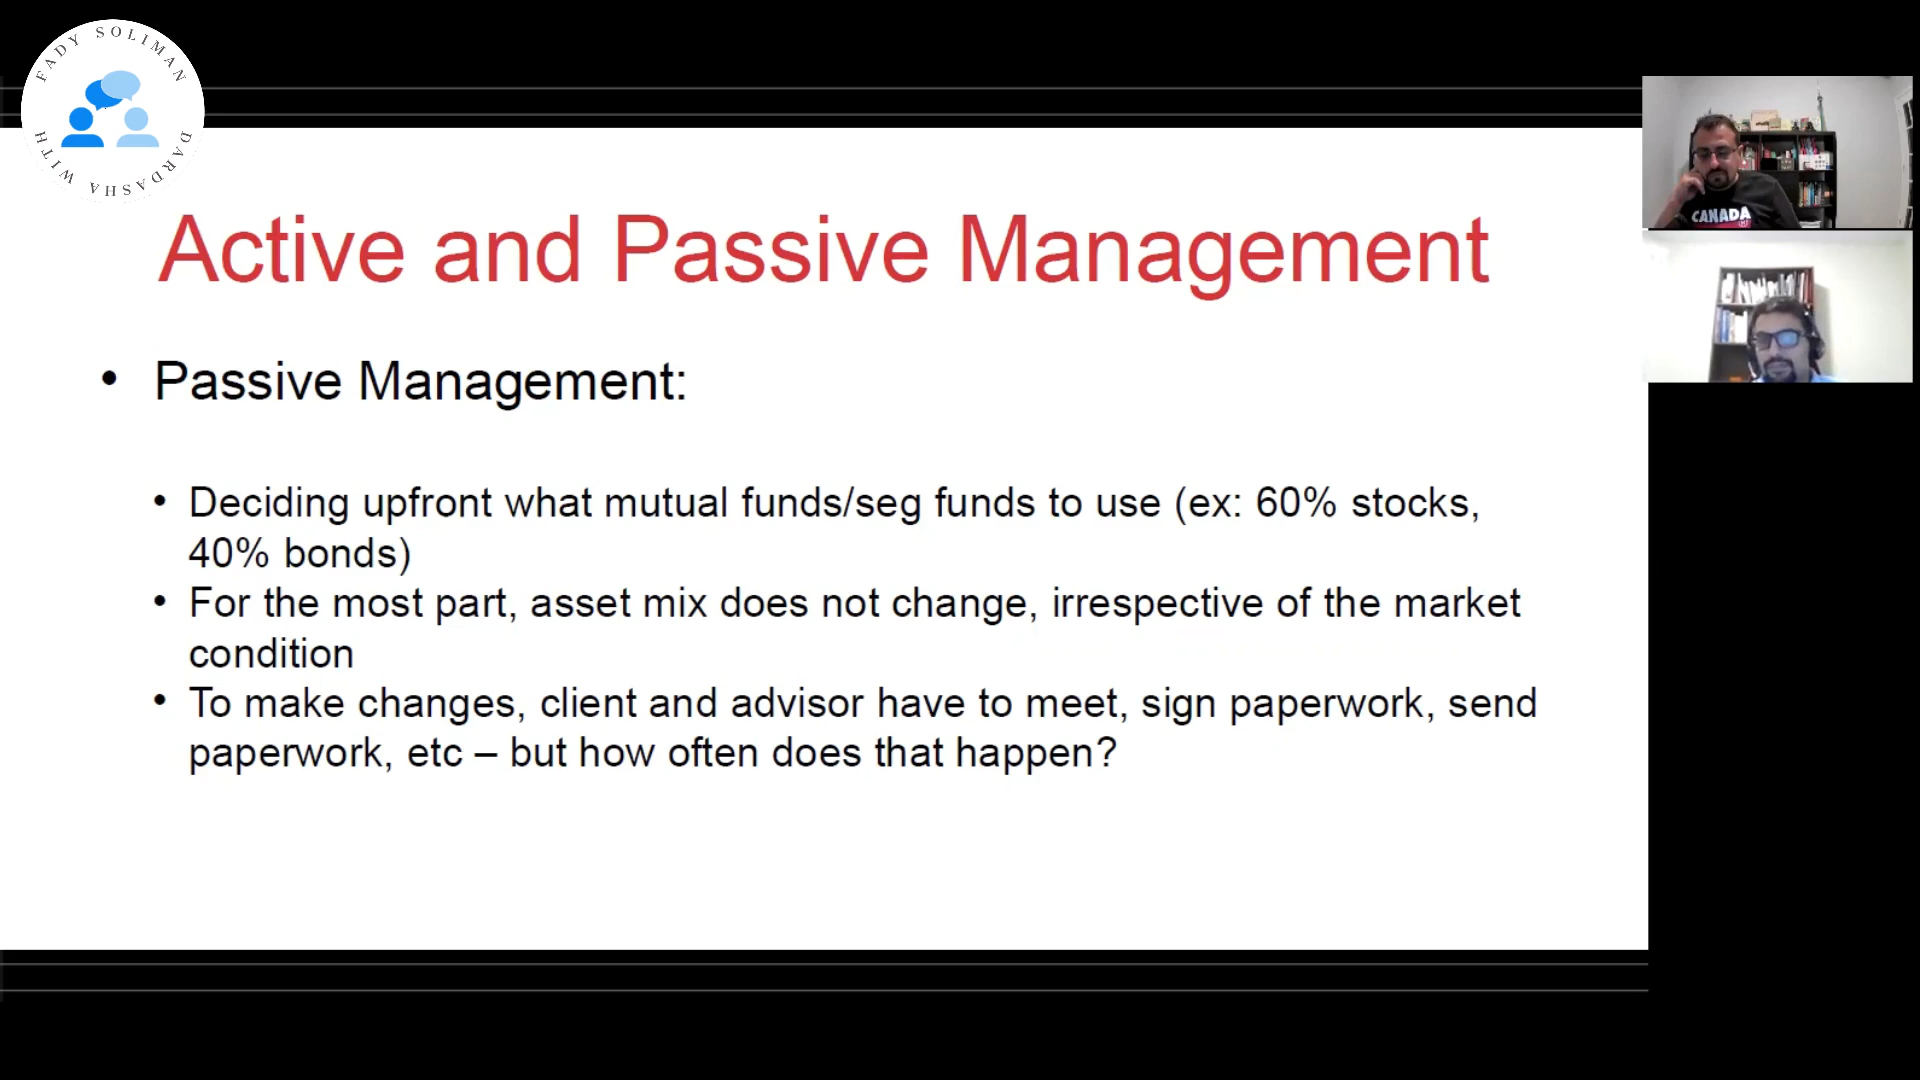 FADY SOLIMAN
DARDASHA WITH
Active and Passive Management
• Passive Management:
• Deciding upfront what mutual funds/seg funds to use (ex: 60% stocks,
40% bonds)
• For the most part, asset mix does not change, irrespective of the market
condition
• To make changes, client and advisor have to meet, sign paperwork, send
paperwork, etc – but how often does that happen?
CANADA